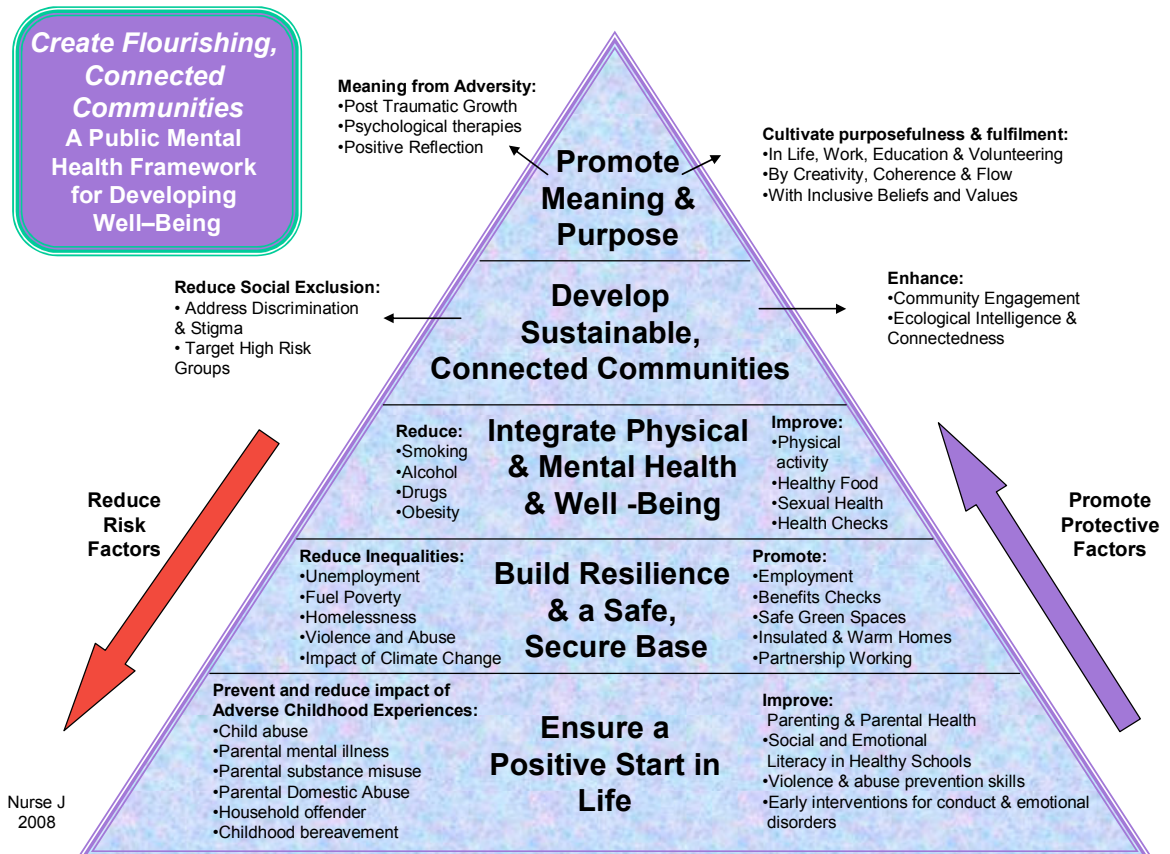 Create Flourishing,
Connected
Communities
A Public Mental
Health Framework
for Developing
Well–Being
Meaning from Adversity:
•Post Traumatic Growth
•Psychological therapies
•Positive Reflection
Promote
Meaning &
Purpose
Cultivate purposefulness & fulfilment:
•In Life, Work, Education & Volunteering
•By Creativity, Coherence & Flow
•With Inclusive Beliefs and Values
Reduce Social Exclusion:
• Address Discrimination
& Stigma
• Target High Risk
Groups
Develop
Sustainable,
Connected Communities
Enhance:
•Community Engagement
•Ecological Intelligence &
Connectedness
Reduce
Risk
Factors
Reduce:
•Smoking
•Alcohol
•Drugs
•Obesity
Integrate Physical
& Mental Health
& Well -Being
Improve:
•Physical
activity
•Healthy Food
•Sexual Health
•Health Checks
Promote
Protective
Factors
Reduce Inequalities:
•Unemployment
•Fuel Poverty
•Homelessness
•Violence and Abuse
•Impact of Climate Change
Build Resilience
& a Safe,
Secure Base
Promote:
•Employment
•Benefits Checks
•Safe Green Spaces
•Insulated & Warm Homes
•Partnership Working
Prevent and reduce impact of
Adverse Childhood Experiences:
•Child abuse
•Parental mental illness
•Parental substance misuse
•Parental Domestic Abuse
•Household offender
•Childhood bereavement
Ensure a
Positive Start in
Life
Improve:
Parenting & Parental Health
•Social and Emotional
Literacy in Healthy Schools
•Violence & abuse prevention skills
•Early interventions for conduct & emotional
disorders
Nurse J
2008